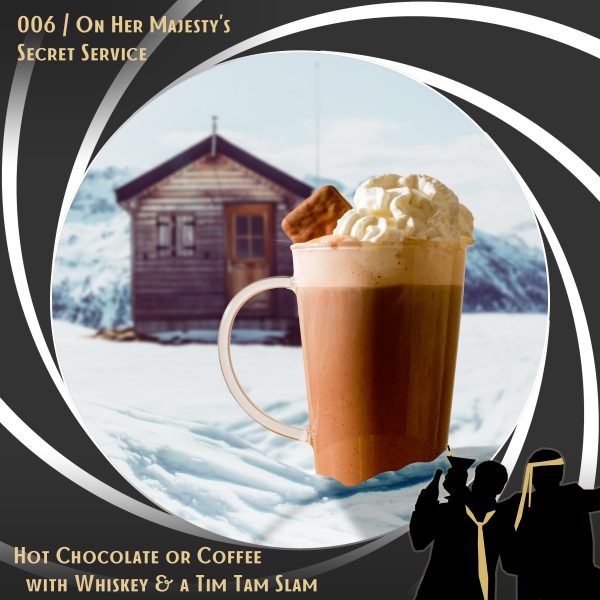 006 / On Her Majesty's
Secret Service
Hot Chocolate or Coffee
with Whiskey & a Tim Tam Slam